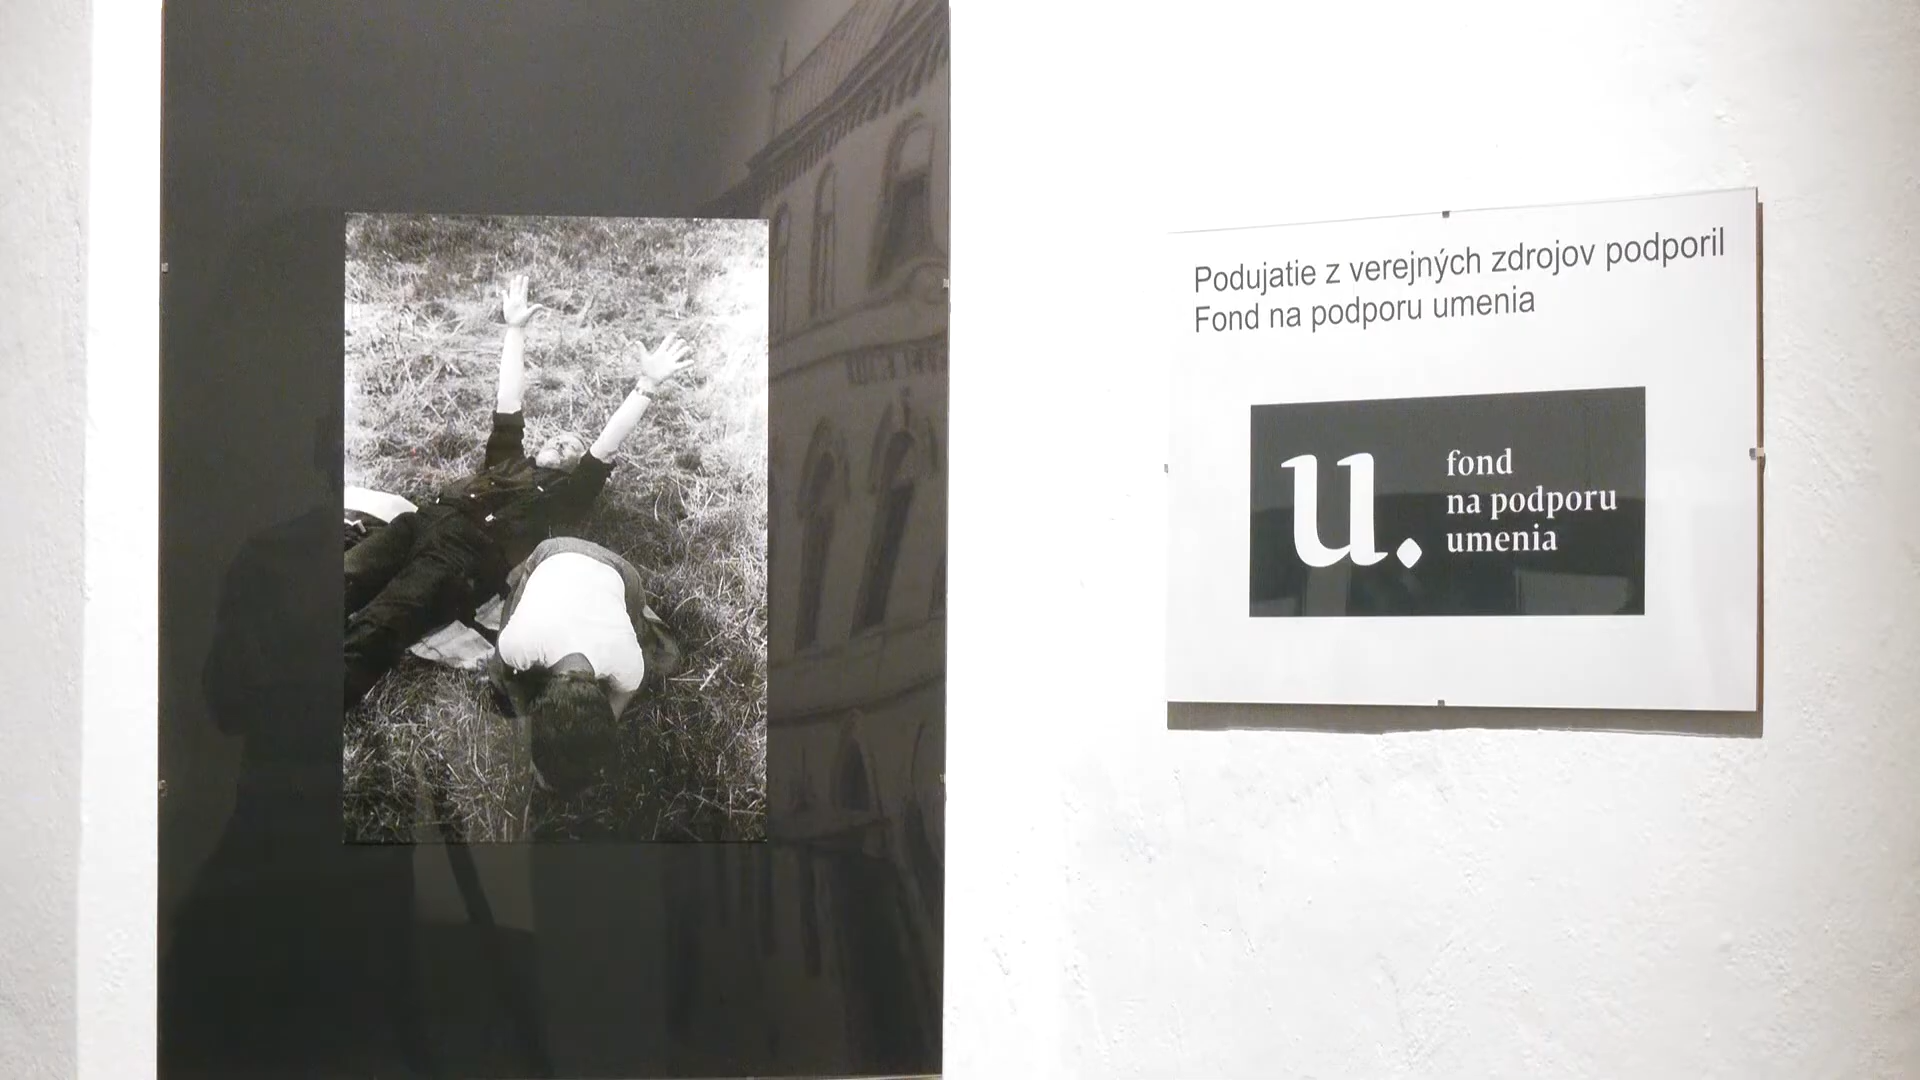 Podujatie z verejných zdrojov podporil
Fond na podporu umenia
u.
fond
na podporu
umenia